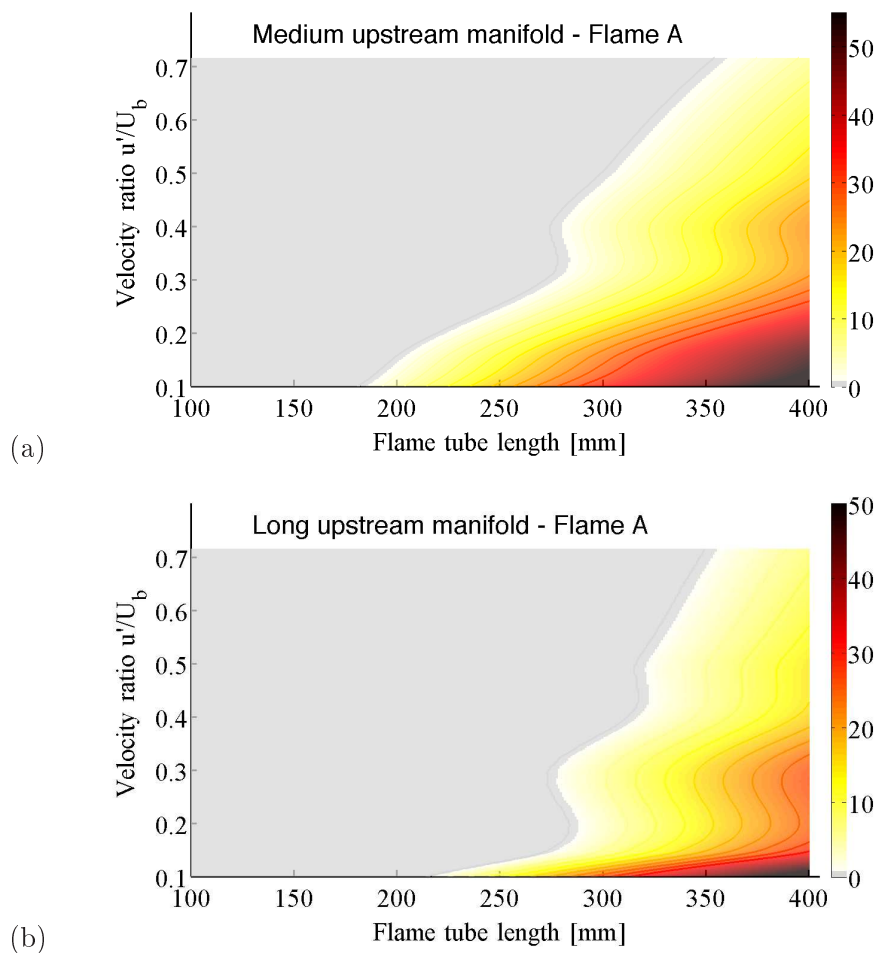 Medium upstream manifold - Flame A
Velocity ratio u'/U_b
0.7
0.6
0.5
0.4
0.3
0.2
0.1
100 150 200 250 300 350 400
Flame tube length [mm]
50
40
30
20
10
0
(a)
Long upstream manifold - Flame A
Velocity ratio u'/U_b
0.7
0.6
0.5
0.4
0.3
0.2
0.1
100 150 200 250 300 350 400
Flame tube length [mm]
50
40
30
20
10
0
(b)